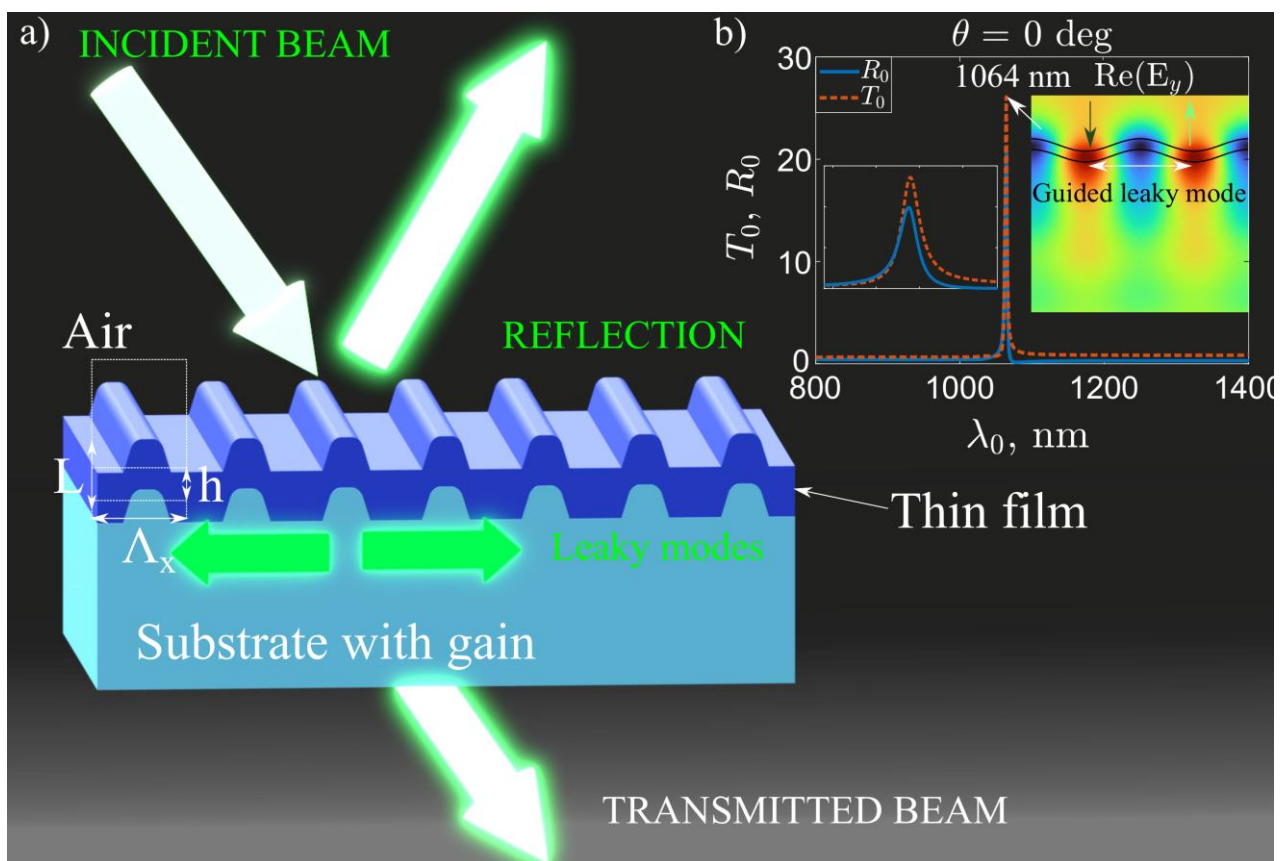 a)
INCIDENT BEAM
REFLECTION
Air
L
h
Λx
Thin film
Leaky modes
Substrate with gain
TRANSMITTED BEAM
b)
θ = 0 deg
30
20
10
0
T0, R0
R0
T0
1064 nm
Re(Ey)
Guided leaky mode
800
1000
1200
1400
λ0, nm